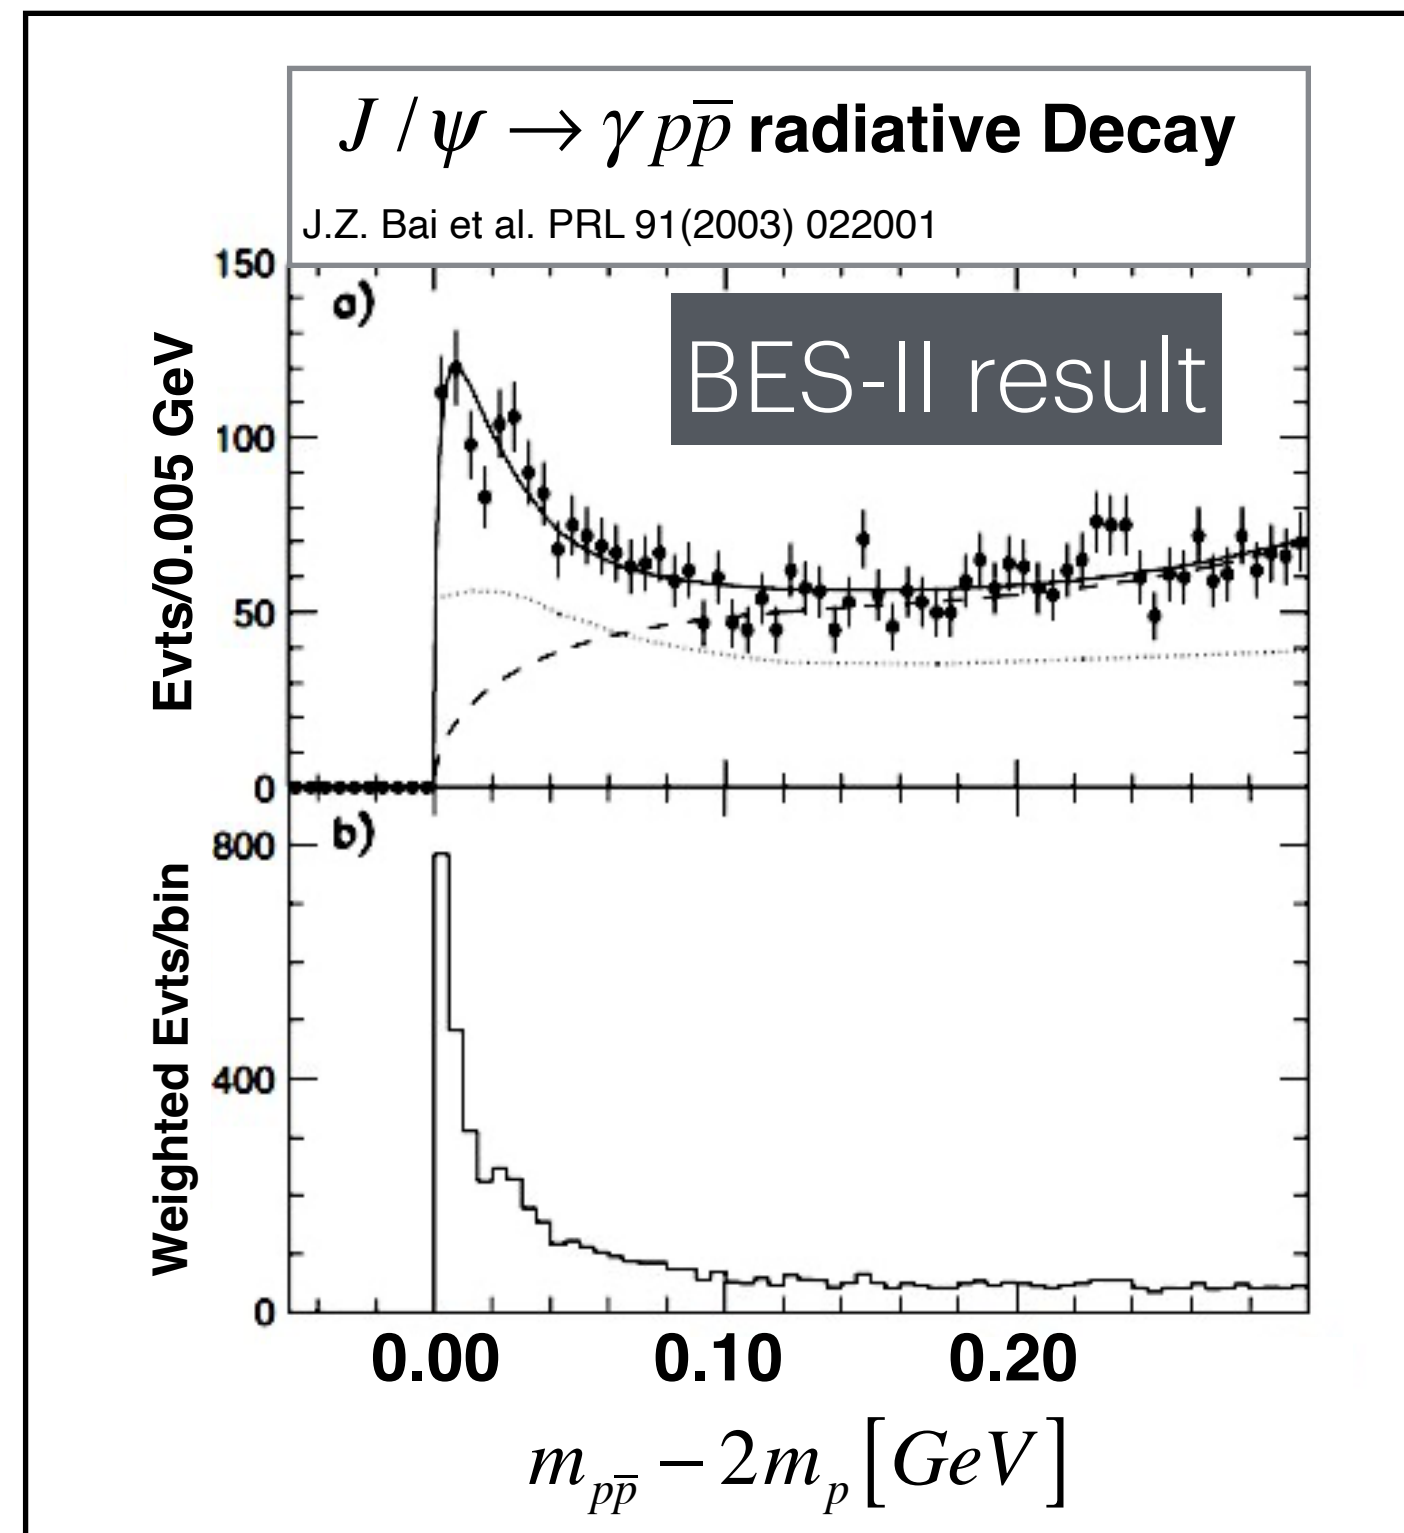 J/ψ → γ p p̅ radiative Decay
J.Z. Bai et al. PRL 91(2003) 022001
BES-II result
a)
Evts/0.005 GeV
150
100
50
0
b)
Weighted Evts/bin
800
400
0
0.00 0.10 0.20
m_{pp̅} − 2m_p [GeV]